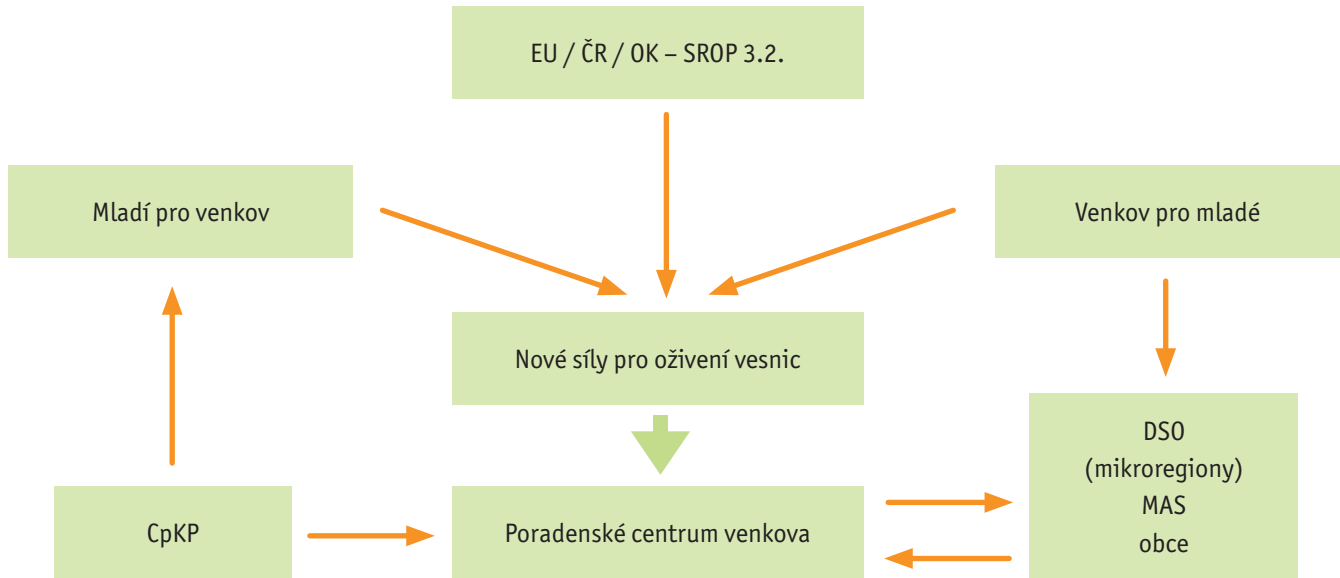 EU / ČR / OK – SROP 3.2.
Mladí pro venkov
Venkov pro mladé
Nové síly pro oživení vesnic
DSO
(mikroregiony)
MAS
obce
CpKP
Poradenské centrum venkova